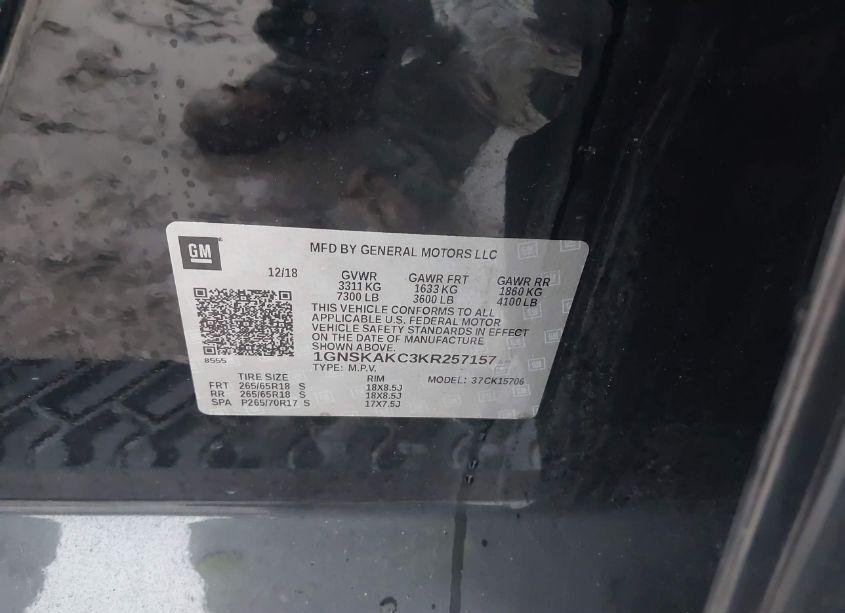 GM
MFD BY GENERAL MOTORS LLC
12/18 GVWR GAWR FRT GAWR RR
3311 KG 1633 KG 1860 KG
7300 LB 3600 LB 4100 LB
THIS VEHICLE CONFORMS TO ALL
APPLICABLE U.S. FEDERAL MOTOR
VEHICLE SAFETY STANDARDS IN EFFECT
ON THE DATE OF MANUFACTURE
SHOWN ABOVE.
8555
1GNSKAKC3KR257157
TYPE: M.P.V. MODEL: 37CK15706
TIRE SIZE RIM
FRT 265/65R18 S 18X8.5J
RR 265/65R18 S 18X8.5J
SPA P265/70R17 S 17X7.5J